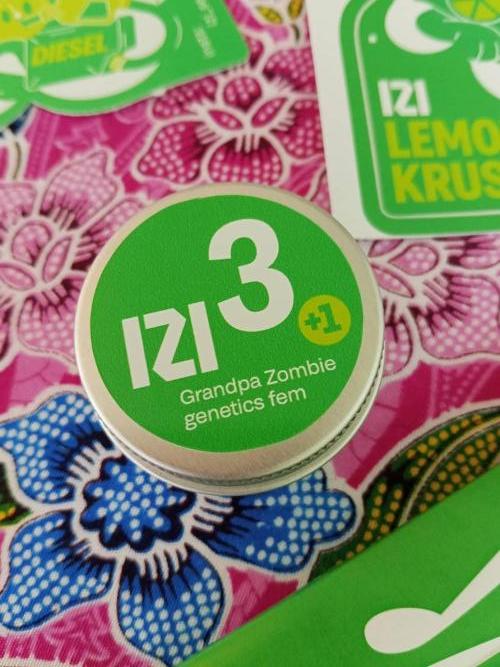 DIESEL
IZI
LEMO
KRUS
3
IZI
+1
Grandpa Zombie
genetics fem